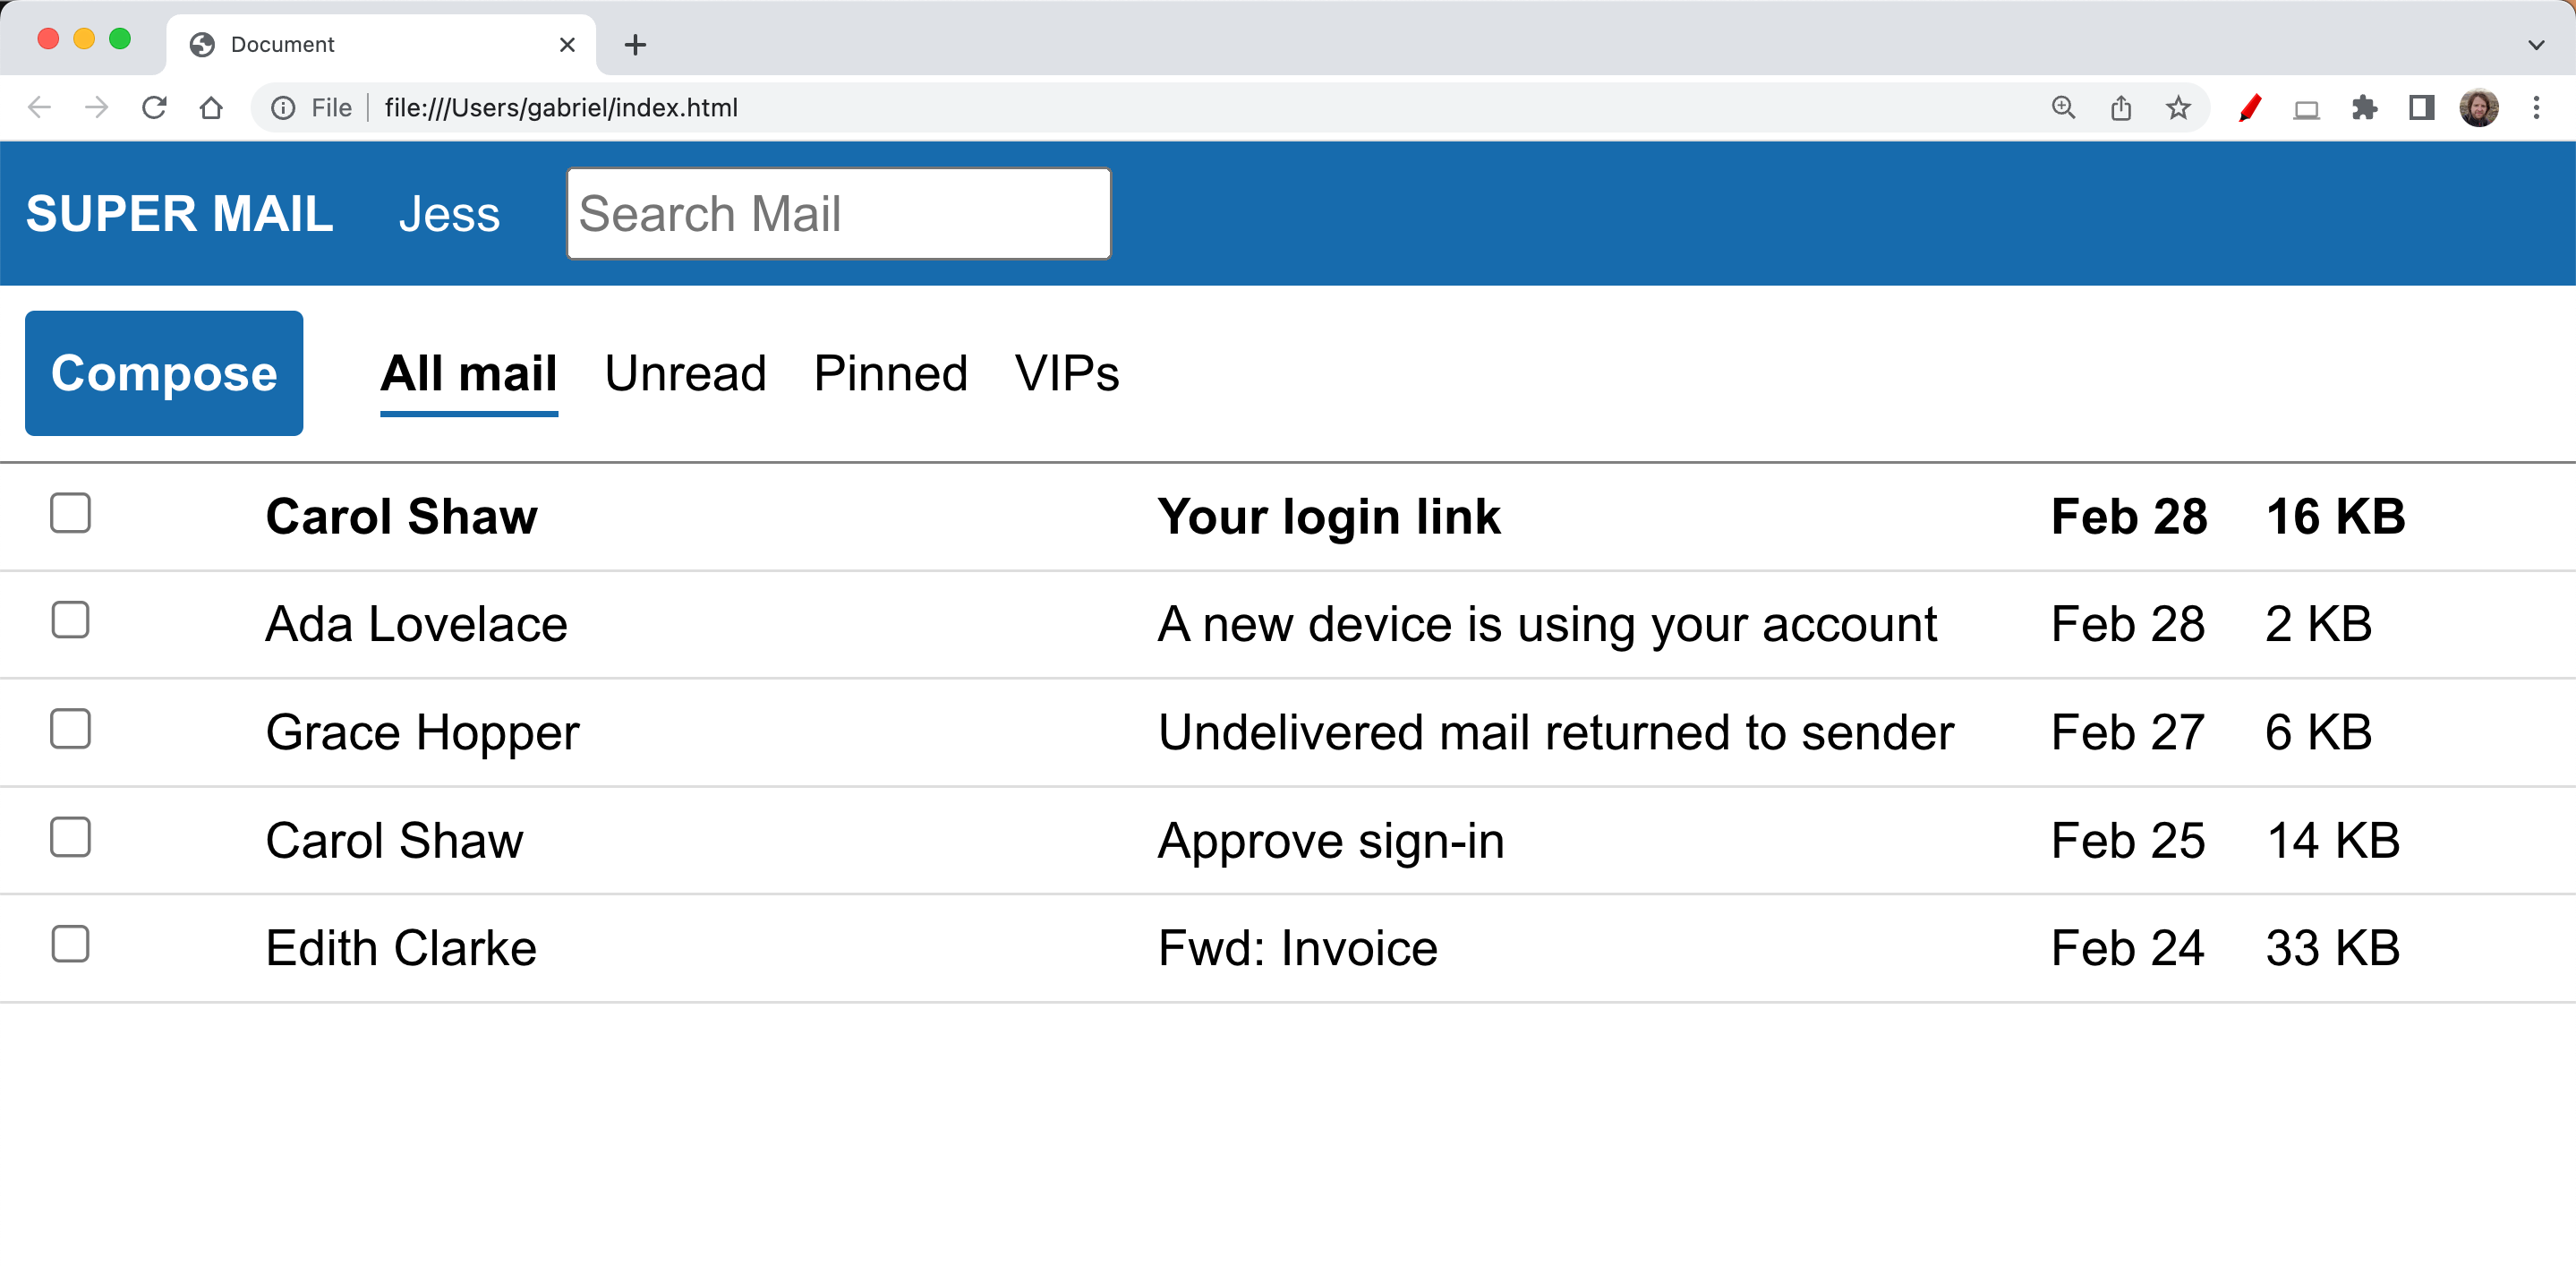 Document
File file:///Users/gabriel/index.html
SUPER MAIL Jess Search Mail
Compose All mail Unread Pinned VIPs
Carol Shaw Your login link Feb 28 16 KB
Ada Lovelace A new device is using your account Feb 28 2 KB
Grace Hopper Undelivered mail returned to sender Feb 27 6 KB
Carol Shaw Approve sign-in Feb 25 14 KB
Edith Clarke Fwd: Invoice Feb 24 33 KB